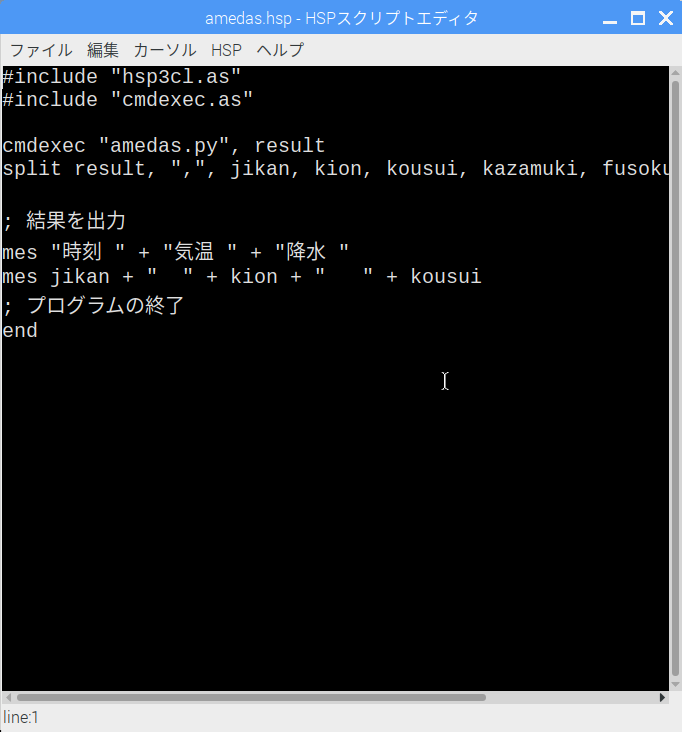 amedas.hsp - HSPスクリプトエディタ
ファイル 編集 カーソル HSP ヘルプ
#include "hsp3cl.as"
#include "cmdexec.as"
cmdexec "amedas.py", result
split result, ",", jikan, kion, kousui, kazamuki, fusoku
; 結果を出力
mes "時刻 " + "気温 " + "降水 "
mes jikan + "  " + kion + "   " + kousui
; プログラムの終了
end
line:1